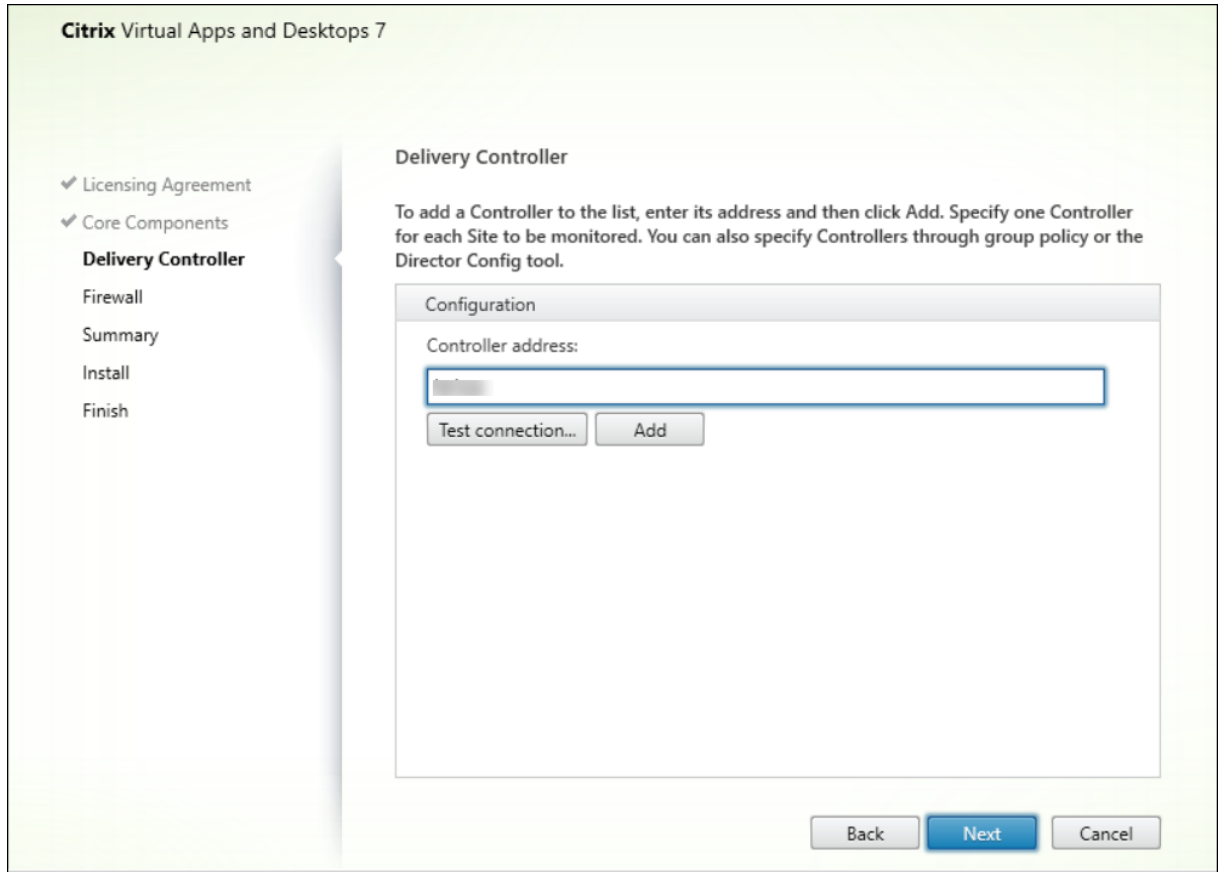 Citrix Virtual Apps and Desktops 7
Licensing Agreement
Core Components
Delivery Controller
Firewall
Summary
Install
Finish
Delivery Controller
To add a Controller to the list, enter its address and then click Add. Specify one Controller
for each Site to be monitored. You can also specify Controllers through group policy or the
Director Config tool.
Configuration
Controller address:
Test connection... Add
Back Next Cancel